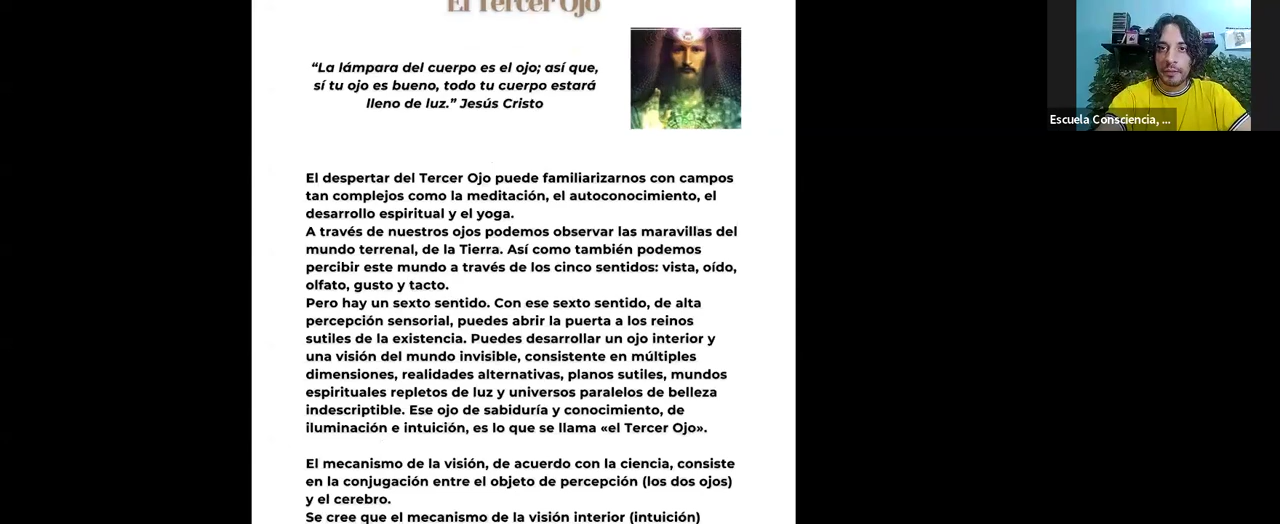 El Tercer Ojo
“La lámpara del cuerpo es el ojo; así que,
sí tu ojo es bueno, todo tu cuerpo estará
lleno de luz.” Jesús Cristo
El despertar del Tercer Ojo puede familiarizarnos con campos
tan complejos como la meditación, el autoconocimiento, el
desarrollo espiritual y el yoga.
A través de nuestros ojos podemos observar las maravillas del
mundo terrenal, de la Tierra. Así como también podemos
percibir este mundo a través de los cinco sentidos: vista, oído,
olfato, gusto y tacto.
Pero hay un sexto sentido. Con ese sexto sentido, de alta
percepción sensorial, puedes abrir la puerta a los reinos
sutiles de la existencia. Puedes desarrollar un ojo interior y
una visión del mundo invisible, consistente en múltiples
dimensiones, realidades alternativas, planos sutiles, mundos
espirituales repletos de luz y universos paralelos de belleza
indescriptible. Ese ojo de sabiduría y conocimiento, de
iluminación e intuición, es lo que se llama «el Tercer Ojo».
El mecanismo de la visión, de acuerdo con la ciencia, consiste
en la conjugación entre el objeto de percepción (los dos ojos)
y el cerebro.
Se cree que el mecanismo de la visión interior (intuición)
Escuela Consciencia, ...